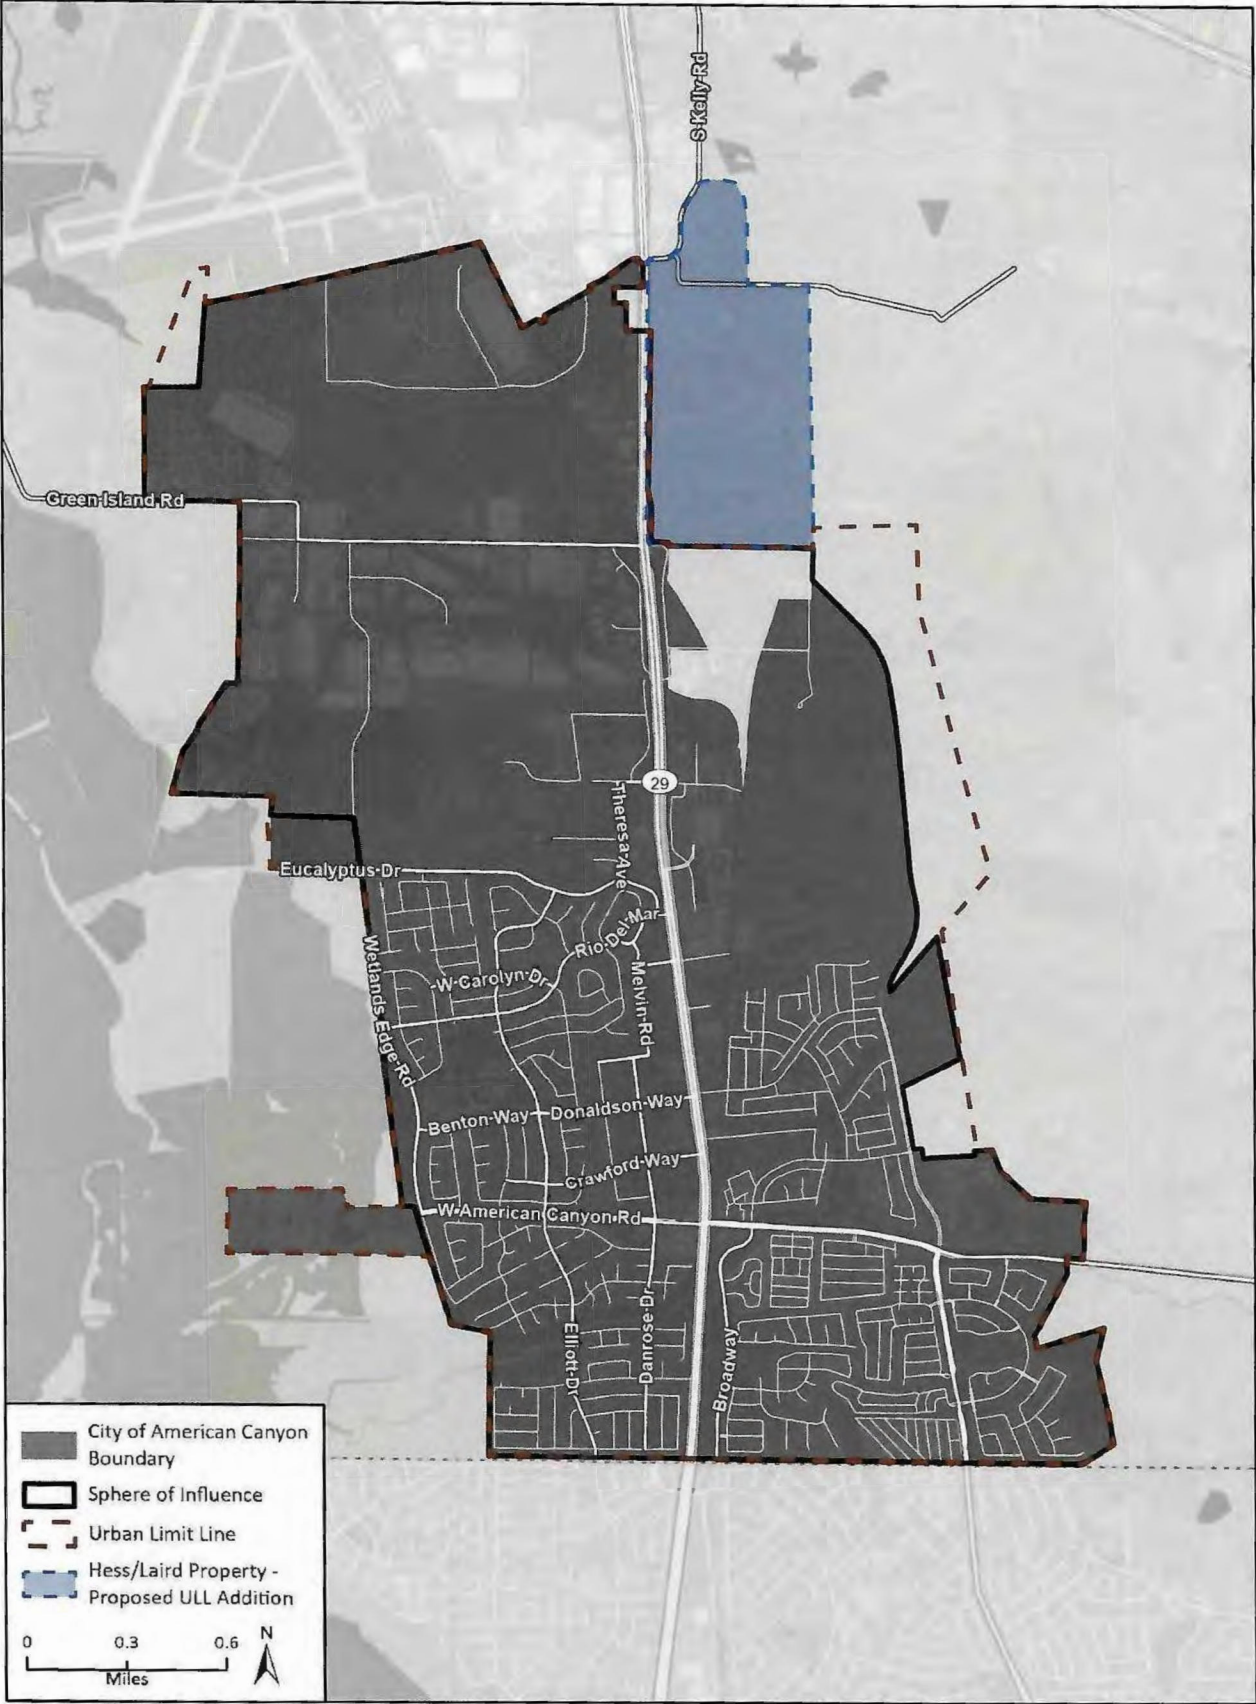 S Kelly Rd
Green Island Rd
29
Theresa Ave
Eucalyptus Dr
Rio Del Mar
Wetlands Edge Rd
W Carolyn Dr
Melvin Rd
Benton Way
Donaldson Way
Crawford Way
W American Canyon Rd
Elliott Dr
Danrose Dr
Broadway
City of American Canyon
Boundary
Sphere of Influence
Urban Limit Line
Hess/Laird Property -
Proposed ULL Addition
0 0.3 0.6
Miles
N